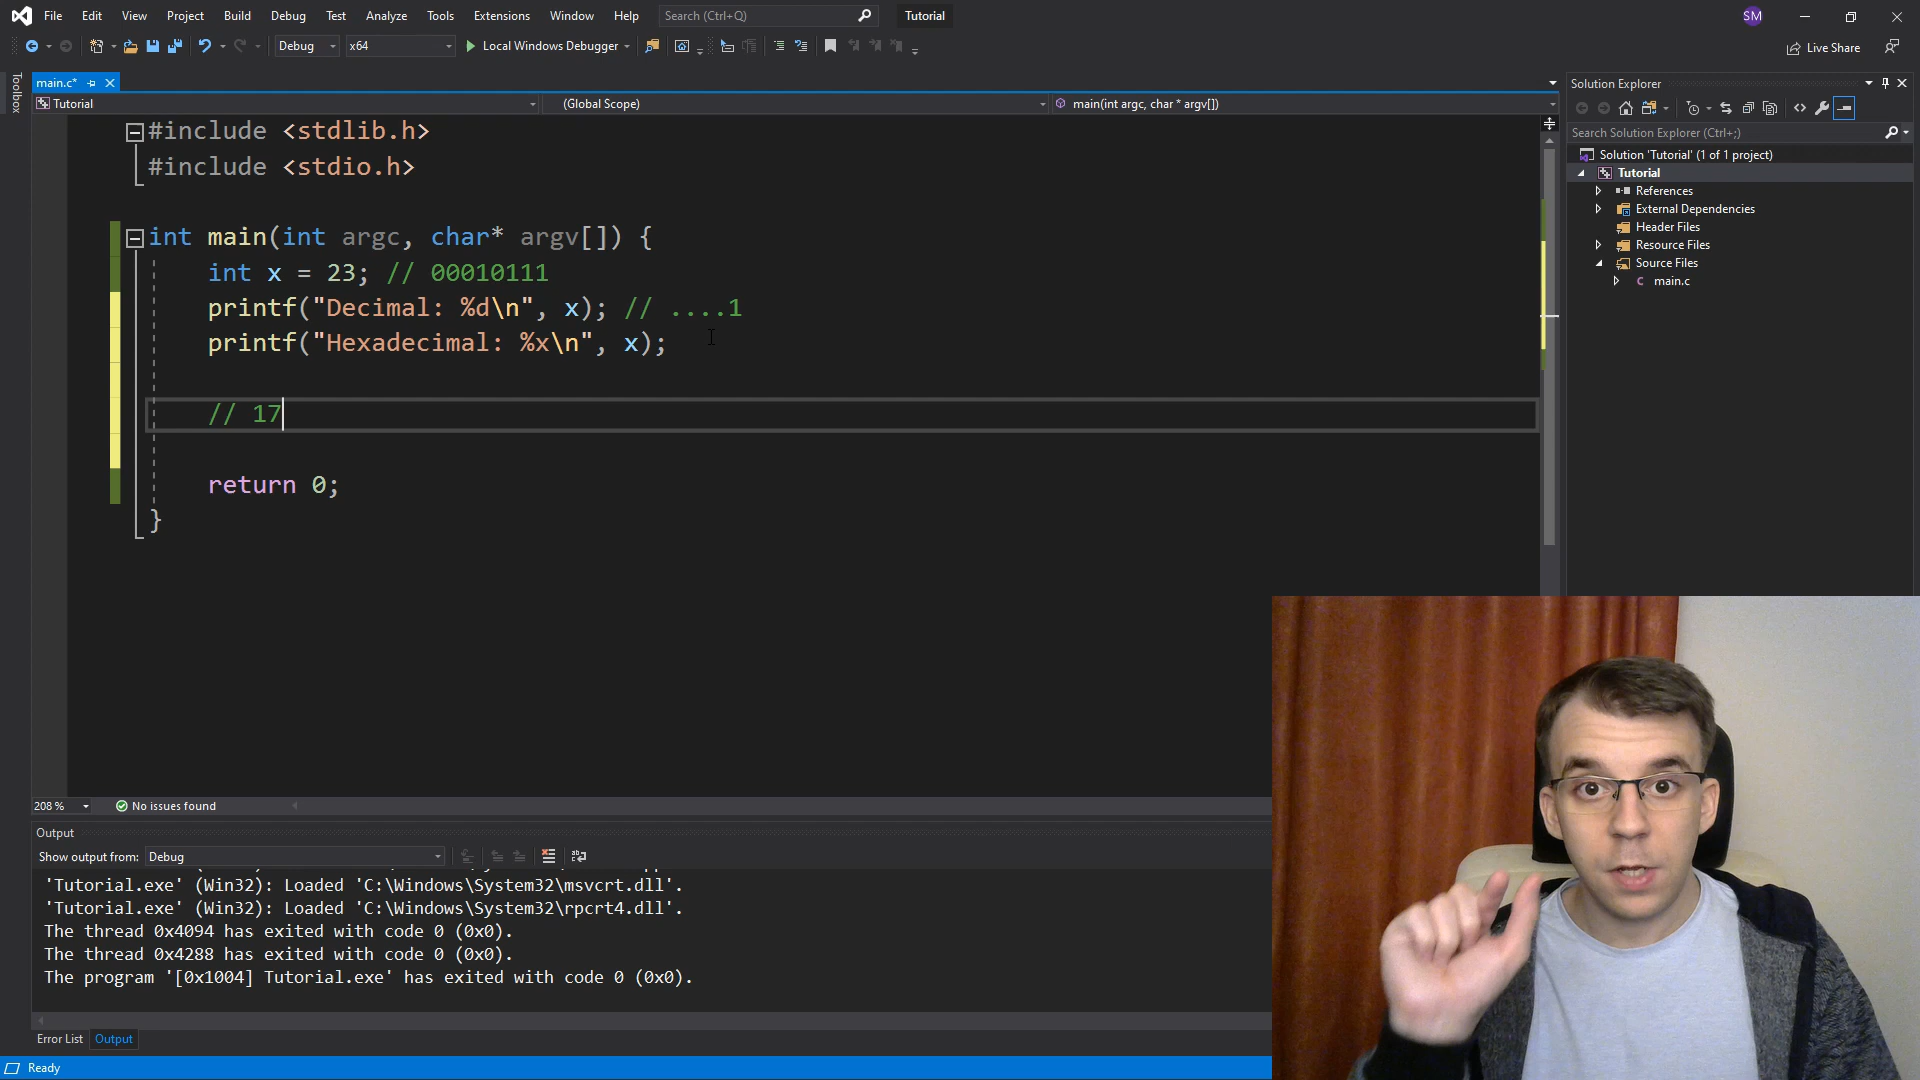 File Edit View Project Build Debug Test Analyze Tools Extensions Window Help Search (Ctrl+Q) Tutorial SM
Debug x64 Local Windows Debugger Live Share
Toolbox
main.c*
Tutorial (Global Scope) main(int argc, char * argv[])
#include <stdlib.h>
#include <stdio.h>
int main(int argc, char* argv[]) {
int x = 23; // 00010111
printf("Decimal: %d\n", x); // ....1
printf("Hexadecimal: %x\n", x);
// 17
return 0;
}
Solution Explorer
Search Solution Explorer (Ctrl+;)
Solution 'Tutorial' (1 of 1 project)
Tutorial
References
External Dependencies
Header Files
Resource Files
Source Files
main.c
208 % No issues found
Output
Show output from: Debug
'Tutorial.exe' (Win32): Loaded 'C:\Windows\System32\msvcrt.dll'.
'Tutorial.exe' (Win32): Loaded 'C:\Windows\System32\rpcrt4.dll'.
The thread 0x4094 has exited with code 0 (0x0).
The thread 0x4288 has exited with code 0 (0x0).
The program '[0x1004] Tutorial.exe' has exited with code 0 (0x0).
Error List Output
Ready